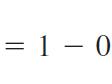 = 1 − 0